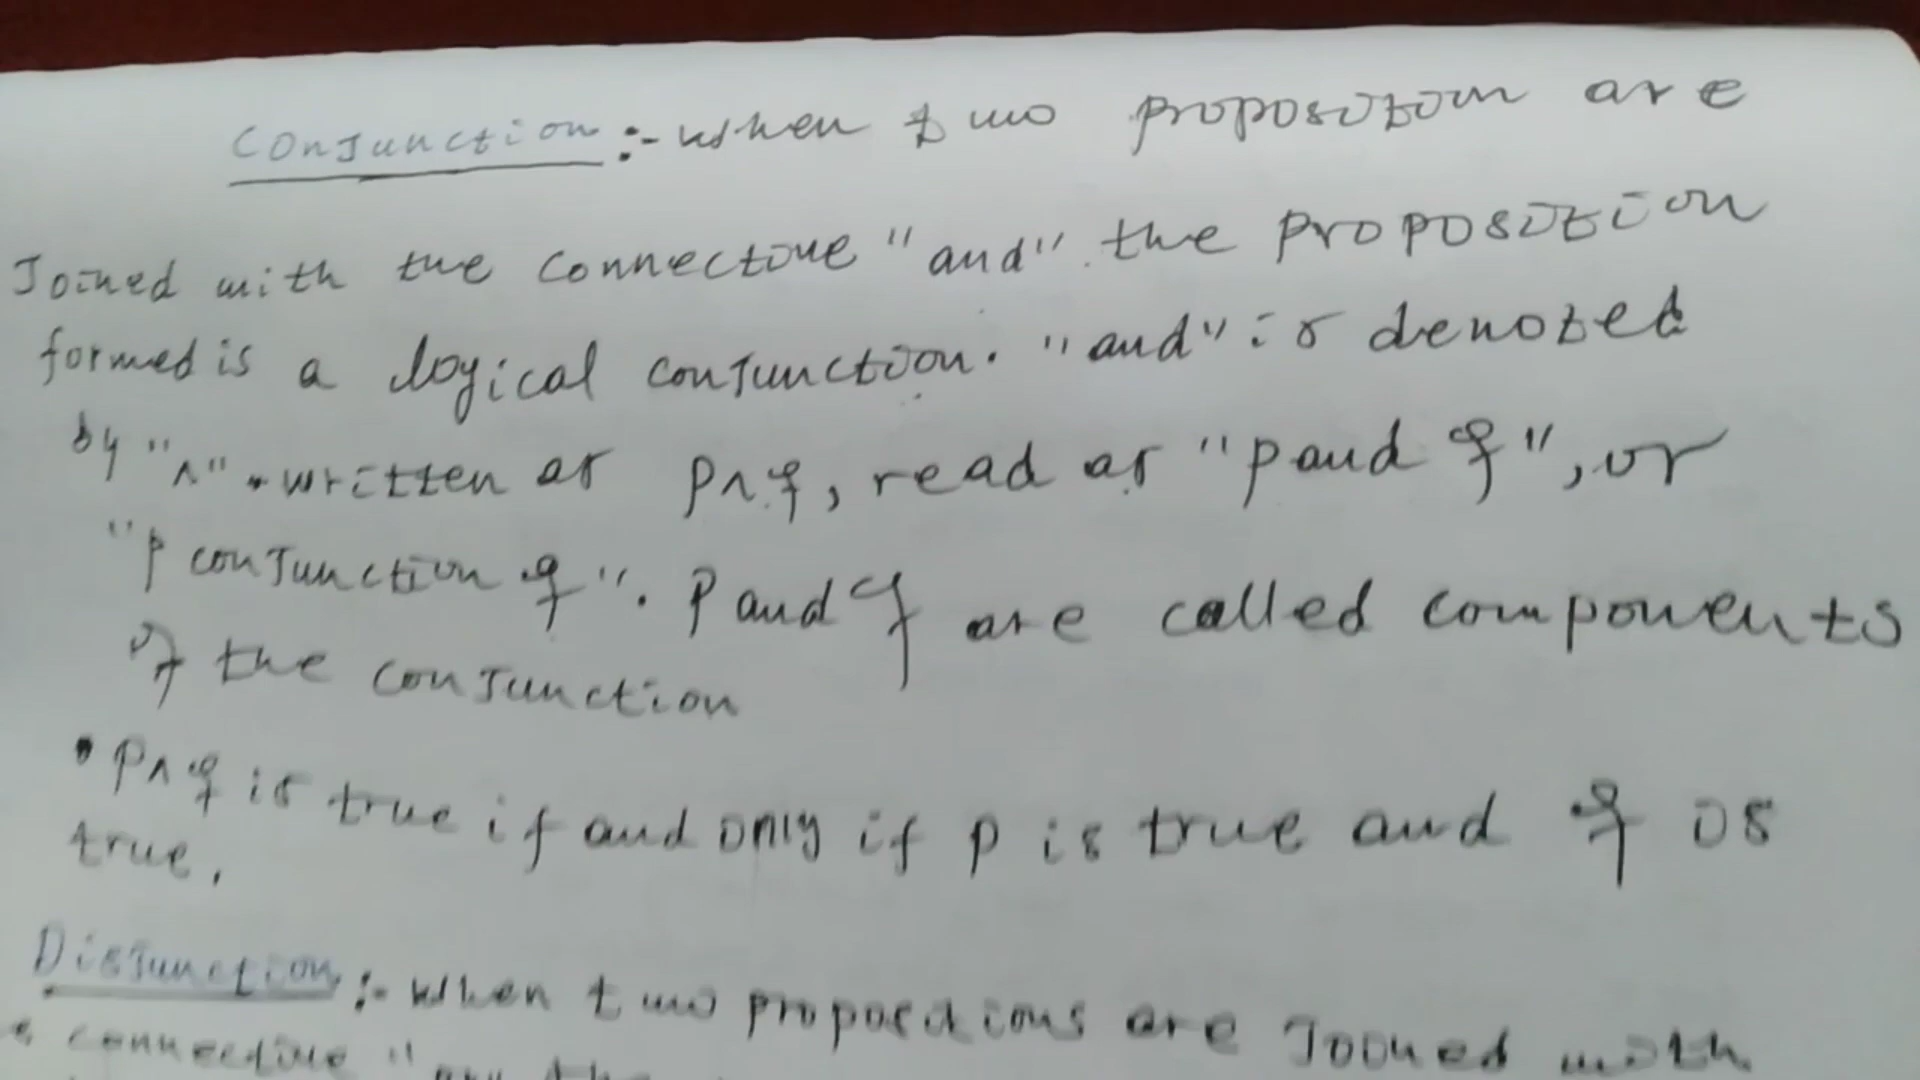 Conjunction :- when two proposition are
Joined with the connective "and". the proposition
formed is a logical conjunction. "and" is denoted
by "∧". written as p∧q, read as "p and q", or
"p conjunction q". P and q are called components
of the conjunction
• P∧q is true if and only if p is true and q is
true.
Disjunction :- when two propositions are Joined with
connective "